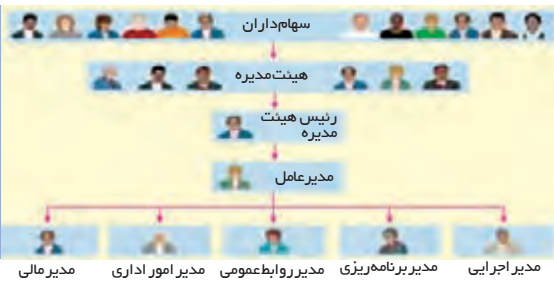 سهام‌داران
هیئت‌مدیره
رئیس هیئت
مدیره
مدیرعامل
مدیراجرایی مدیربرنامه‌ریزی مدیرروابط‌عمومی مدیرامور اداری مدیرمالی